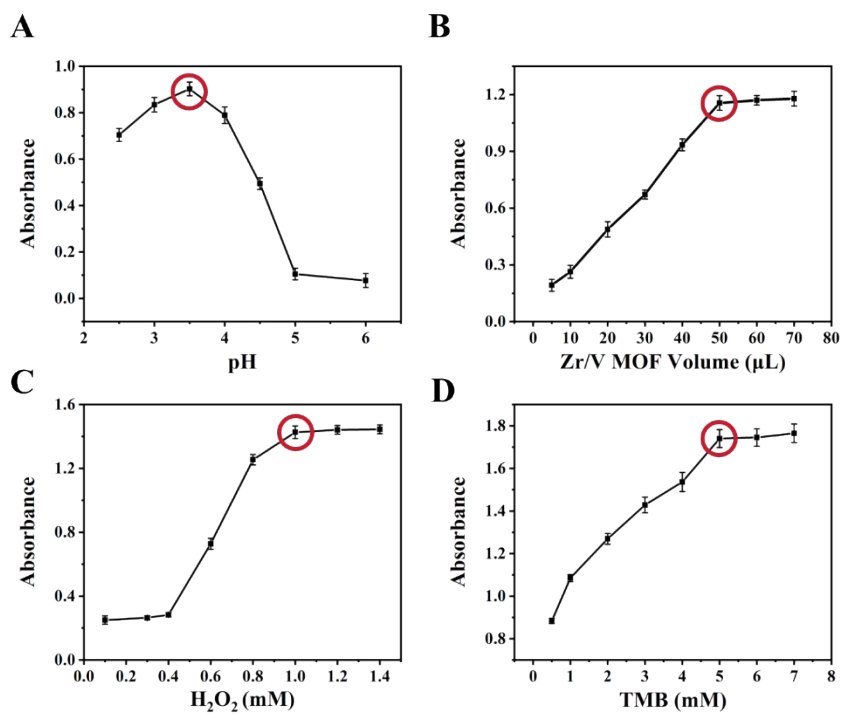 A
Absorbance
1.0
0.8
0.6
0.4
0.2
0.0
2 3 4 5 6
pH
B
Absorbance
1.2
0.9
0.6
0.3
0.0
0 10 20 30 40 50 60 70 80
Zr/V MOF Volume (μL)
C
Absorbance
1.6
1.2
0.8
0.4
0.0
0.0 0.2 0.4 0.6 0.8 1.0 1.2 1.4
H₂O₂ (mM)
D
Absorbance
1.8
1.6
1.4
1.2
1.0
0.8
0 1 2 3 4 5 6 7 8
TMB (mM)